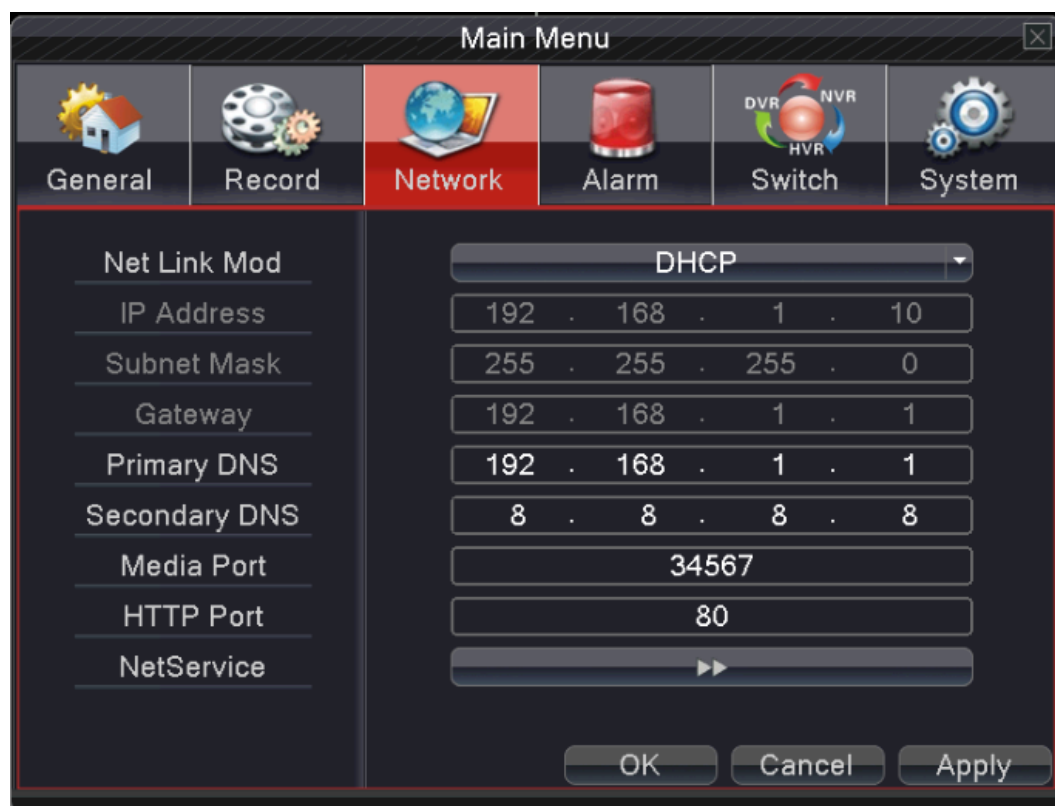 Main Menu
DVR NVR
HVR
General Record Network Alarm Switch System
Net Link Mod DHCP
IP Address 192 . 168 . 1 . 10
Subnet Mask 255 . 255 . 255 . 0
Gateway 192 . 168 . 1 . 1
Primary DNS 192 . 168 . 1 . 1
Secondary DNS 8 . 8 . 8 . 8
Media Port 34567
HTTP Port 80
NetService
OK Cancel Apply